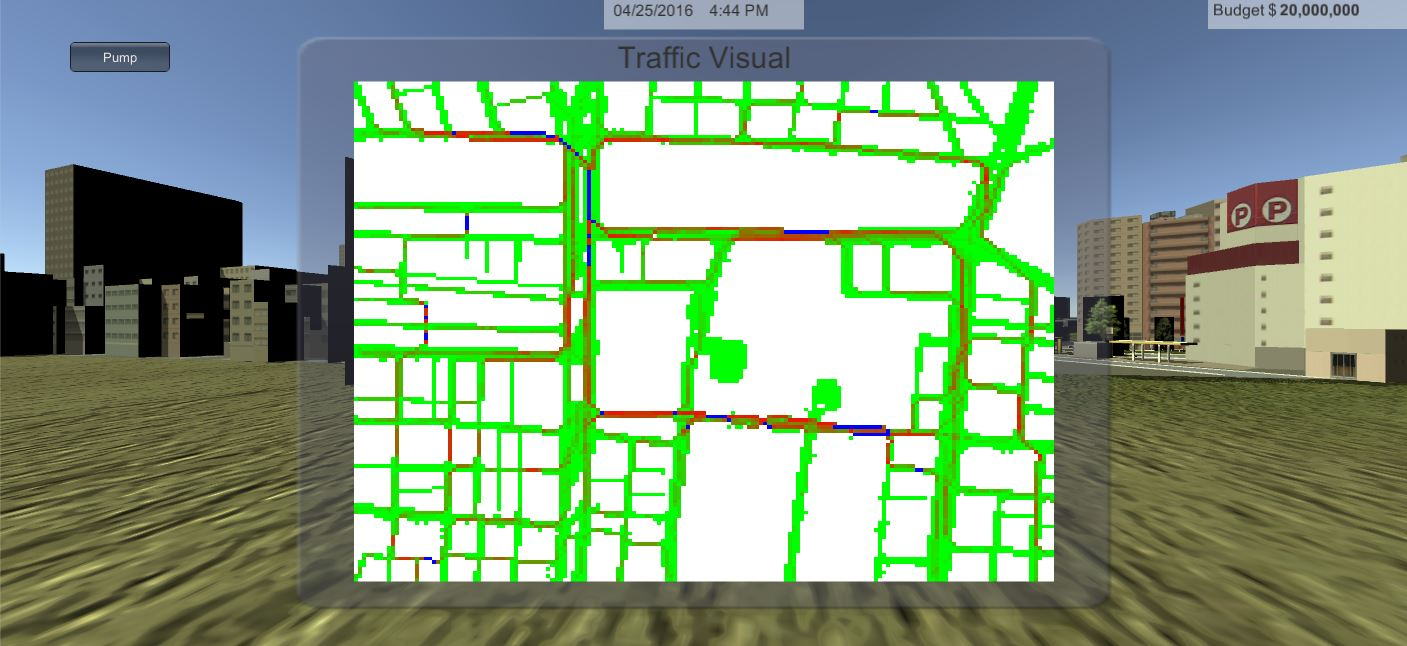 04/25/2016 4:44 PM
Budget $ 20,000,000
Pump
Traffic Visual
P P